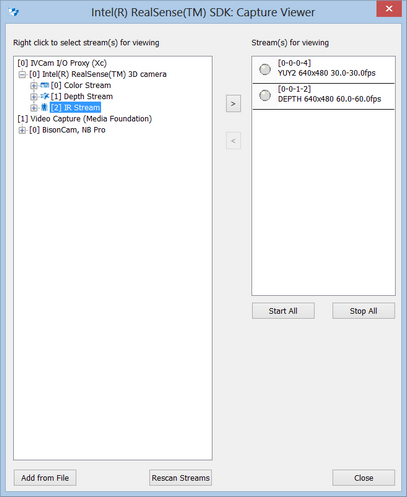 Intel(R) RealSense(TM) SDK: Capture Viewer
Right click to select stream(s) for viewing
[0] IVCam I/O Proxy (Xc)
[0] Intel(R) RealSense(TM) 3D camera
[0] Color Stream
[1] Depth Stream
[2] IR Stream
[1] Video Capture (Media Foundation)
[0] BisonCam, NB Pro
>
<
Stream(s) for viewing
[0-0-0-4]
YUY2 640x480 30.0-30.0fps
[0-0-1-2]
DEPTH 640x480 60.0-60.0fps
Start All
Stop All
Add from File
Rescan Streams
Close